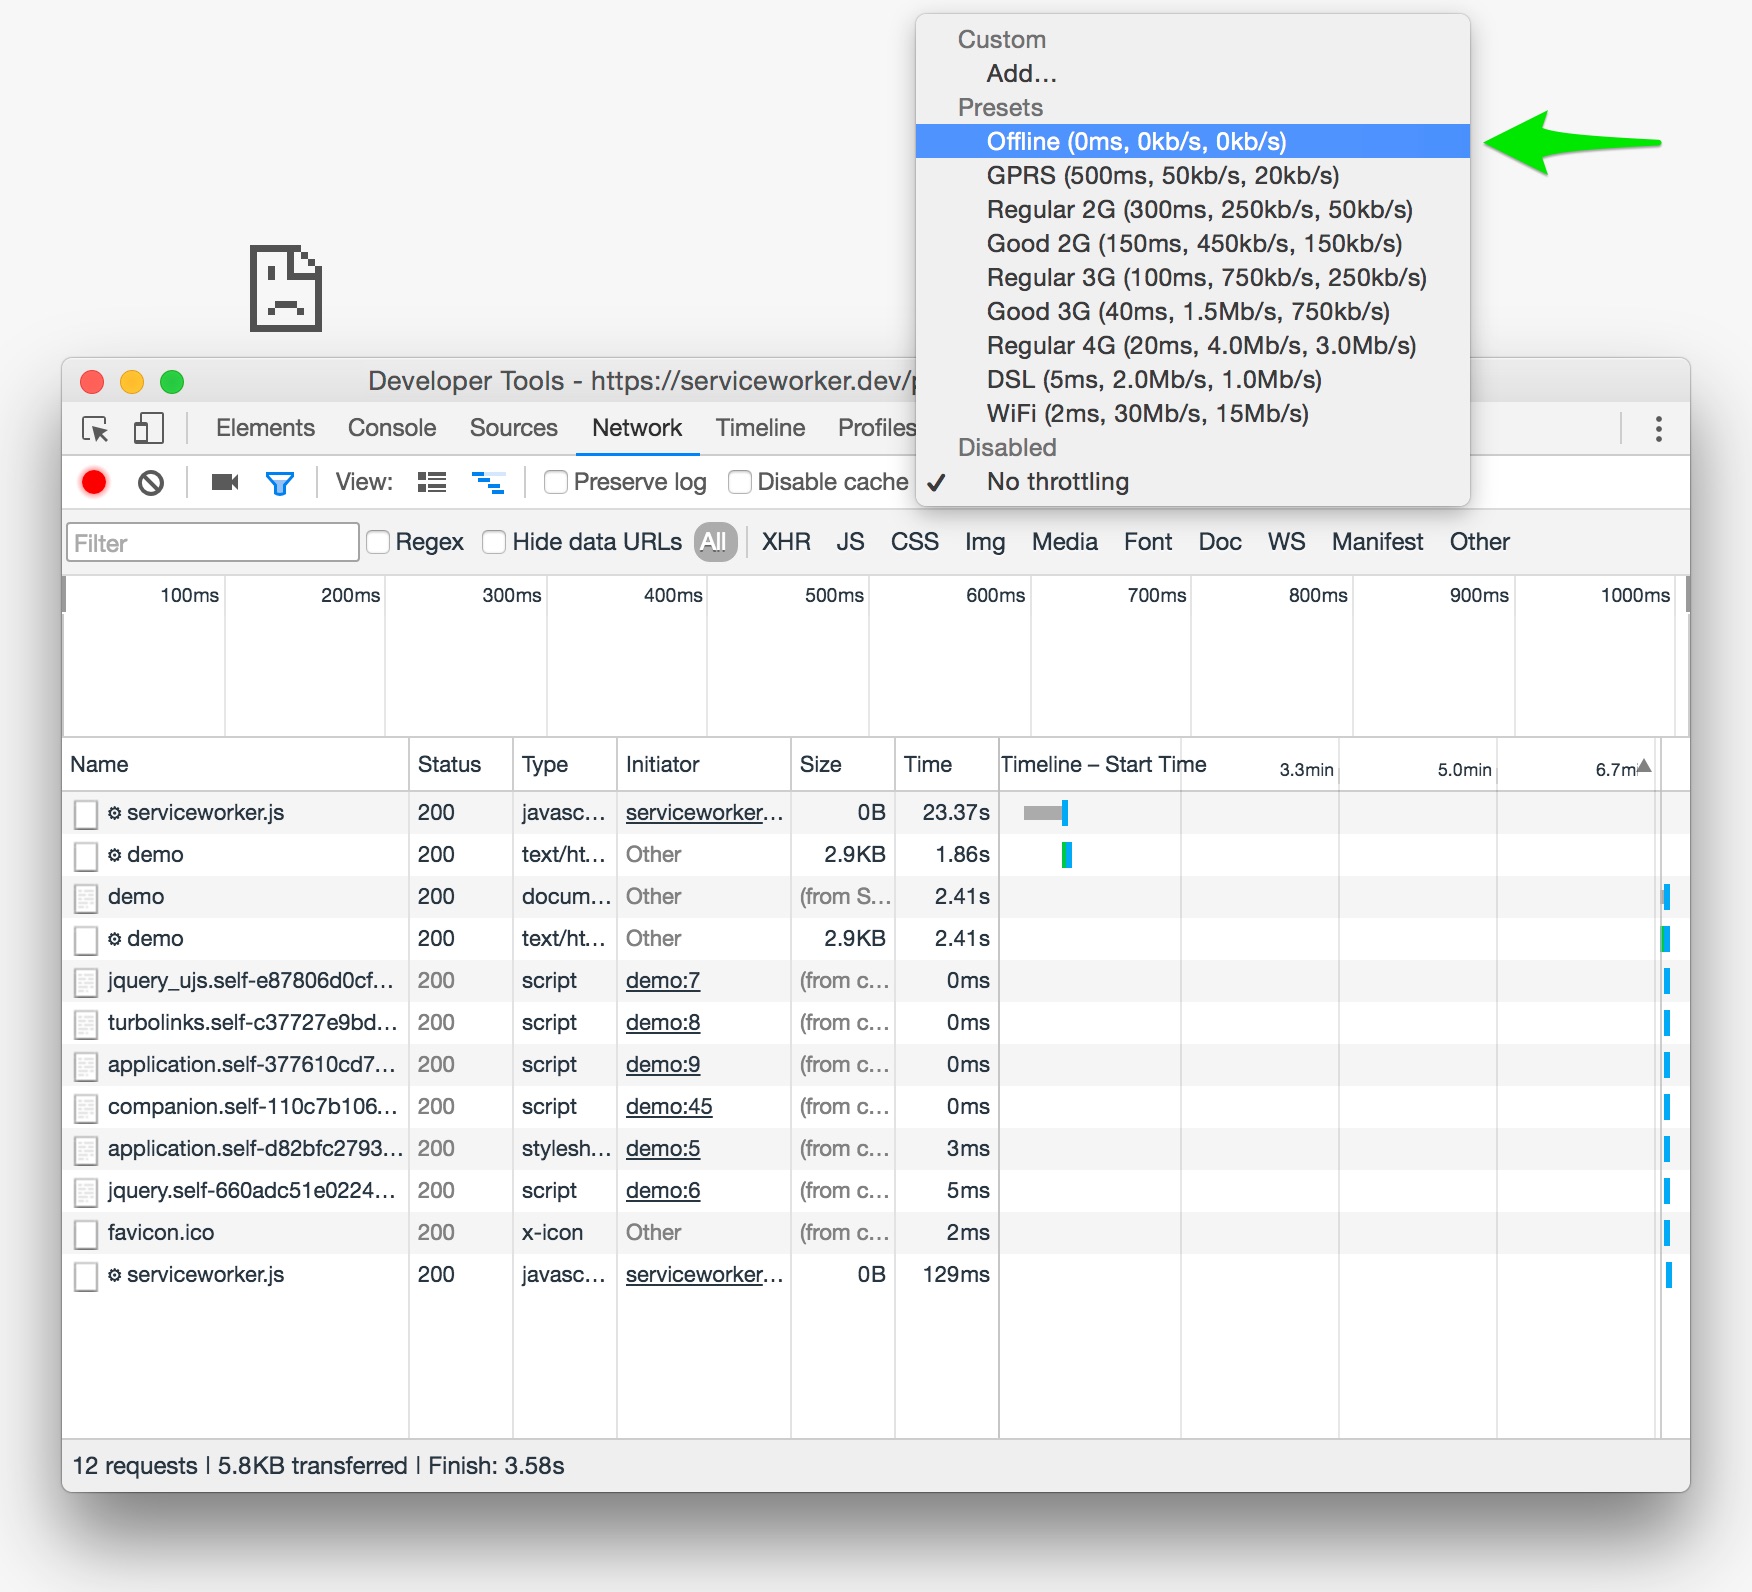 Custom
Add...
Presets
Offline (0ms, 0kb/s, 0kb/s)
GPRS (500ms, 50kb/s, 20kb/s)
Regular 2G (300ms, 250kb/s, 50kb/s)
Good 2G (150ms, 450kb/s, 150kb/s)
Regular 3G (100ms, 750kb/s, 250kb/s)
Good 3G (40ms, 1.5Mb/s, 750kb/s)
Regular 4G (20ms, 4.0Mb/s, 3.0Mb/s)
DSL (5ms, 2.0Mb/s, 1.0Mb/s)
WiFi (2ms, 30Mb/s, 15Mb/s)
Disabled
✓ No throttling
Developer Tools - https://serviceworker.dev/
Elements Console Sources Network Timeline Profiles
View: Preserve log Disable cache
Filter Regex Hide data URLs All XHR JS CSS Img Media Font Doc WS Manifest Other
100ms 200ms 300ms 400ms 500ms 600ms 700ms 800ms 900ms 1000ms
Name Status Type Initiator Size Time Timeline – Start Time 3.3min 5.0min 6.7mi
serviceworker.js 200 javasc... serviceworker... 0B 23.37s
demo 200 text/ht... Other 2.9KB 1.86s
demo 200 docum... Other (from S... 2.41s
demo 200 text/ht... Other 2.9KB 2.41s
jquery_ujs.self-e87806d0cf... 200 script demo:7 (from c... 0ms
turbolinks.self-c37727e9bd... 200 script demo:8 (from c... 0ms
application.self-377610cd7... 200 script demo:9 (from c... 0ms
companion.self-110c7b106... 200 script demo:45 (from c... 0ms
application.self-d82bfc2793... 200 stylesh... demo:5 (from c... 3ms
jquery.self-660adc51e0224... 200 script demo:6 (from c... 5ms
favicon.ico 200 x-icon Other (from c... 2ms
serviceworker.js 200 javasc... serviceworker... 0B 129ms
12 requests | 5.8KB transferred | Finish: 3.58s